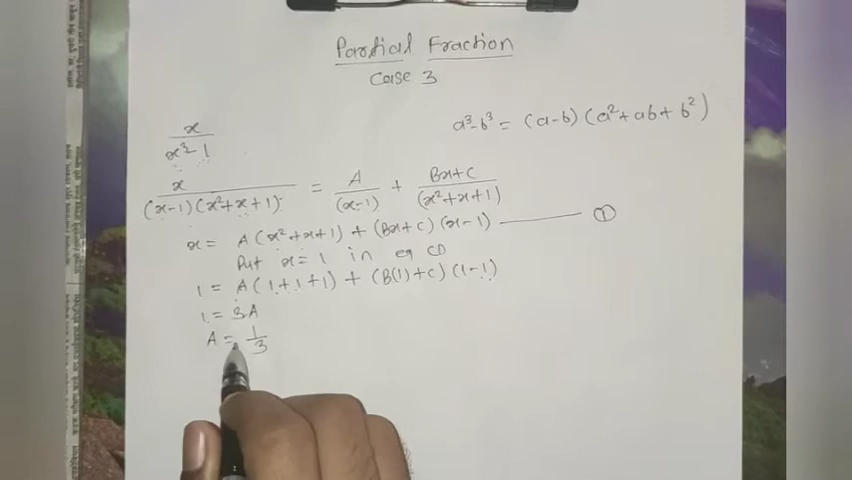 Partial Fraction
Case 3
a³-b³ = (a-b) (a²+ab+b²)
x / x³-1
x / (x-1)(x²+x+1) = A / (x-1) + Bx+C / (x²+x+1)
x = A(x²+x+1) + (Bx+C)(x-1) ——— ①
Put x = 1 in eq ①
1 = A(1+1+1) + (B(1)+C)(1-1)
1 = 3A
A = 1/3